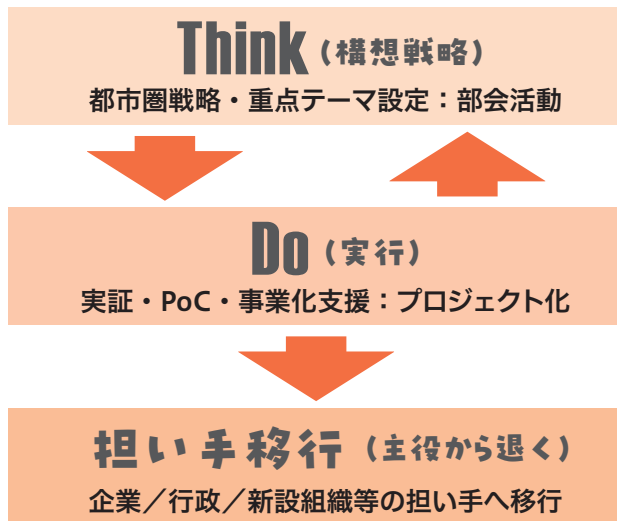 Think（構想戦略）
都市圏戦略・重点テーマ設定：部会活動
Do（実行）
実証・PoC・事業化支援：プロジェクト化
担い手移行（主役から退く）
企業／行政／新設組織等の担い手へ移行